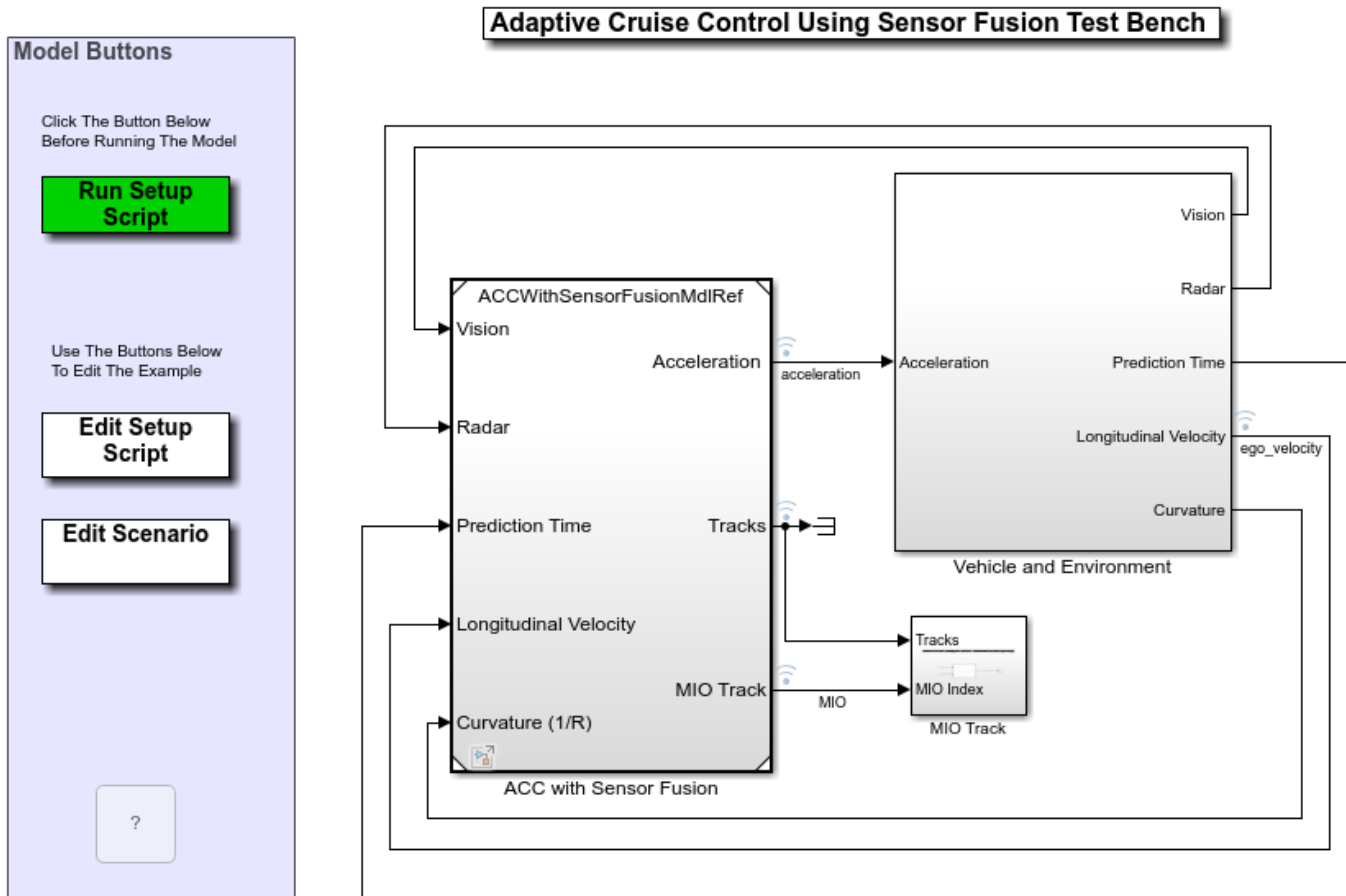 Adaptive Cruise Control Using Sensor Fusion Test Bench
Model Buttons
Click The Button Below
Before Running The Model
Run Setup
Script
Use The Buttons Below
To Edit The Example
Edit Setup
Script
Edit Scenario
?
ACCWithSensorFusionMdlRef
Vision
Radar
Prediction Time
Longitudinal Velocity
Curvature (1/R)
Acceleration
Tracks
MIO Track
ACC with Sensor Fusion
acceleration
MIO
Acceleration
Vision
Radar
Prediction Time
Longitudinal Velocity
Curvature
Vehicle and Environment
ego_velocity
Tracks
MIO Index
MIO Track